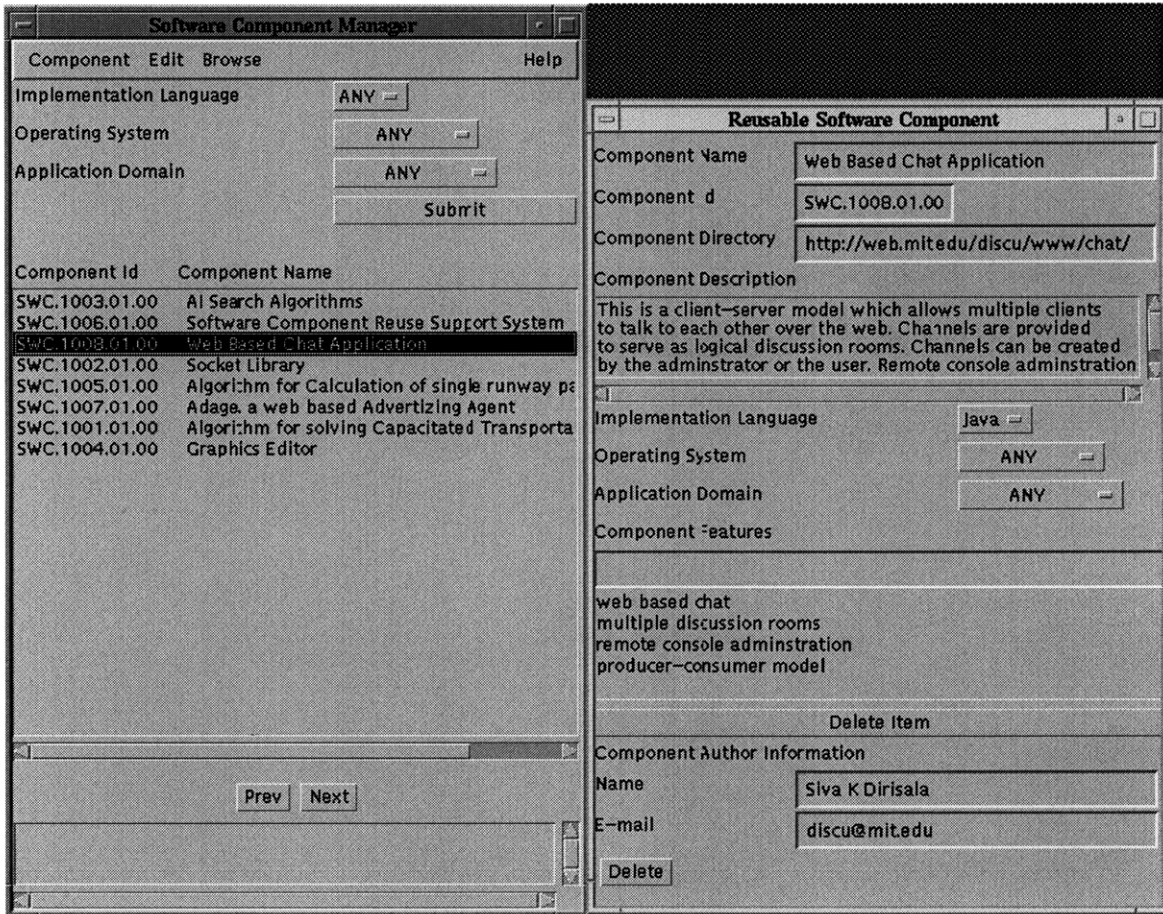 Software Component Manager
Component Edit Browse Help
Implementation Language ANY
Operating System ANY
Application Domain ANY
Submit
Component Id Component Name
SWC.1003.01.00 AI Search Algorithms
SWC.1006.01.00 Software Component Reuse Support System
SWC.1008.01.00 Web Based Chat Application
SWC.1002.01.00 Socket Library
SWC.1005.01.00 Algorithm for Calculation of single runway pa
SWC.1007.01.00 Adage, a web based Advertizing Agent
SWC.1001.01.00 Algorithm for solving Capacitated Transporta
SWC.1004.01.00 Graphics Editor
Prev Next
Reusable Software Component
Component Name Web Based Chat Application
Component Id SWC.1008.01.00
Component Directory http://web.mit.edu/discu/www/chat/
Component Description
This is a client-server model which allows multiple clients
to talk to each other over the web. Channels are provided
to serve as logical discussion rooms. Channels can be created
by the adminstrator or the user. Remote console adminstration
Implementation Language Java
Operating System ANY
Application Domain ANY
Component Features
web based chat
multiple discussion rooms
remote console adminstration
producer-consumer model
Delete Item
Component Author Information
Name Siva K Dirisala
E-mail discu@mit.edu
Delete